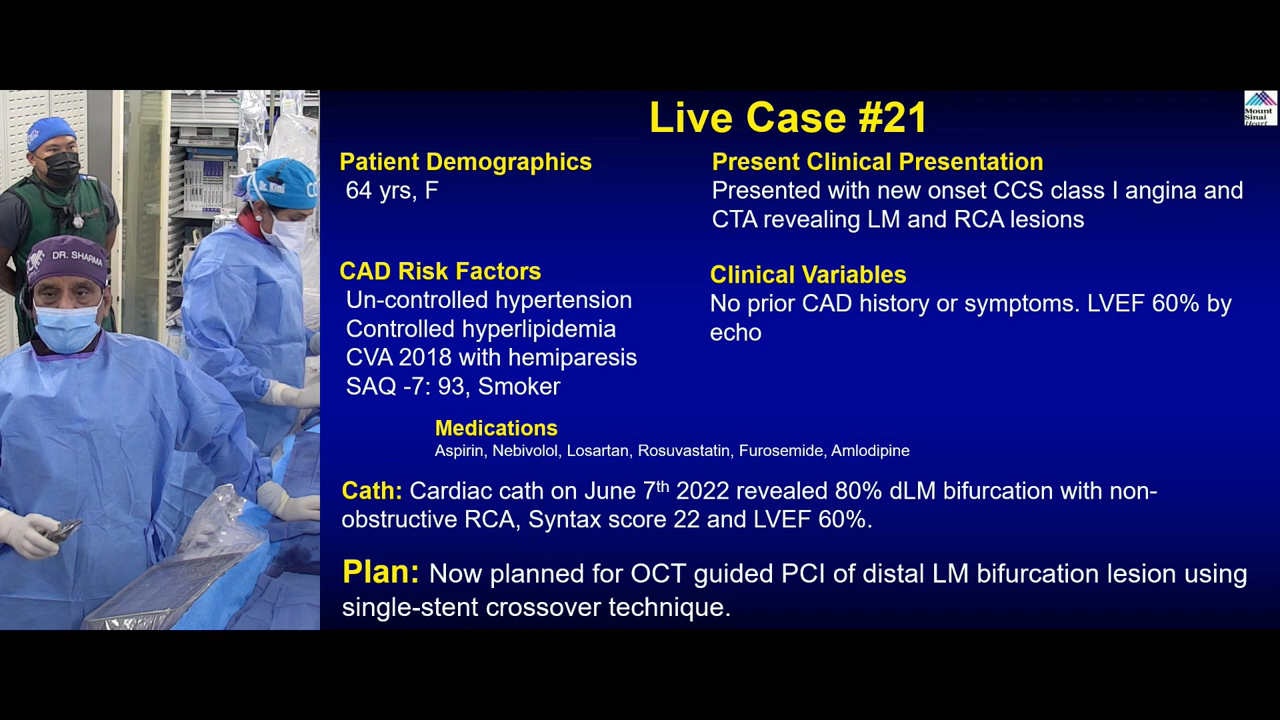 Live Case #21
Mount
Sinai
Heart
Patient Demographics
64 yrs, F
Present Clinical Presentation
Presented with new onset CCS class I angina and
CTA revealing LM and RCA lesions
CAD Risk Factors
Un-controlled hypertension
Controlled hyperlipidemia
CVA 2018 with hemiparesis
SAQ -7: 93, Smoker
Clinical Variables
No prior CAD history or symptoms. LVEF 60% by
echo
Medications
Aspirin, Nebivolol, Losartan, Rosuvastatin, Furosemide, Amlodipine
Cath: Cardiac cath on June 7th 2022 revealed 80% dLM bifurcation with non-
obstructive RCA, Syntax score 22 and LVEF 60%.
Plan: Now planned for OCT guided PCI of distal LM bifurcation lesion using
single-stent crossover technique.
DR. SHARMA